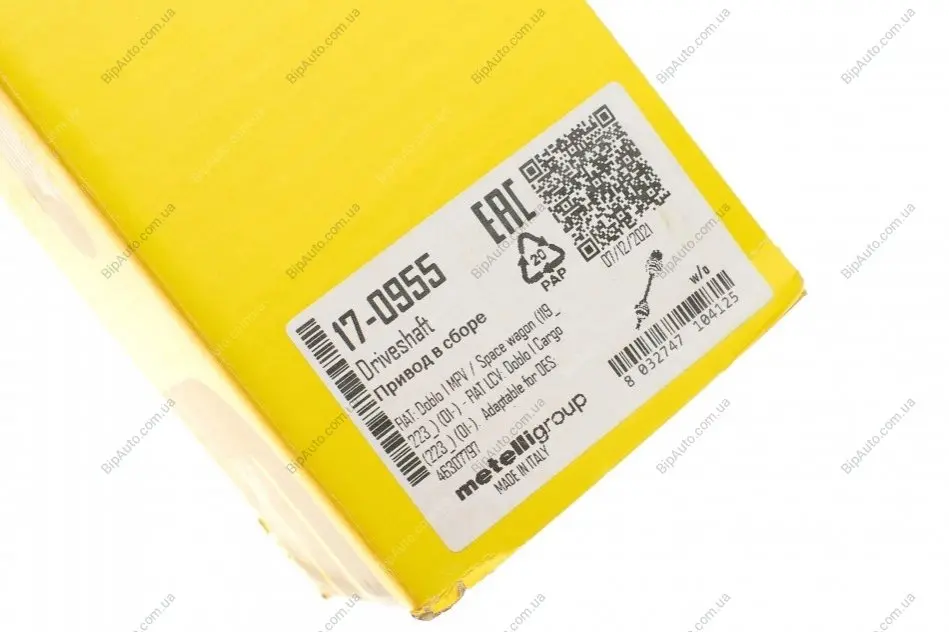 17-0955
Driveshaft
Привод в сборе
FIAT: Doblo I MPV / Space wagon (119_
_223_) (01-) - FIAT LCV: Doblo I Cargo
(223_) (01-). Adaptable for OES:
46307797
metelligroup
MADE IN ITALY
EAC
20
PAP
07/12/2021
w/o
8 032747 104125
BipAuto.com.ua